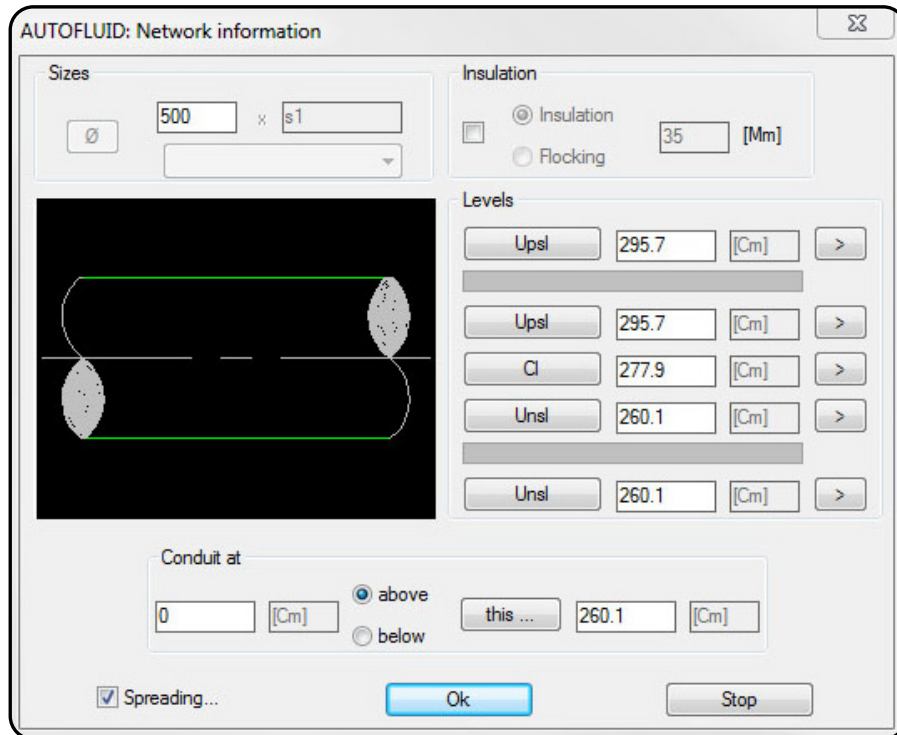 AUTOFLUID: Network information
Sizes
500 x s1
Ø
Insulation
Insulation
Flocking
35 [Mm]
Levels
Upsl 295.7 [Cm] >
Upsl 295.7 [Cm] >
Cl 277.9 [Cm] >
Unsl 260.1 [Cm] >
Unsl 260.1 [Cm] >
Conduit at
0 [Cm]
above
below
this ... 260.1 [Cm]
Spreading... Ok Stop